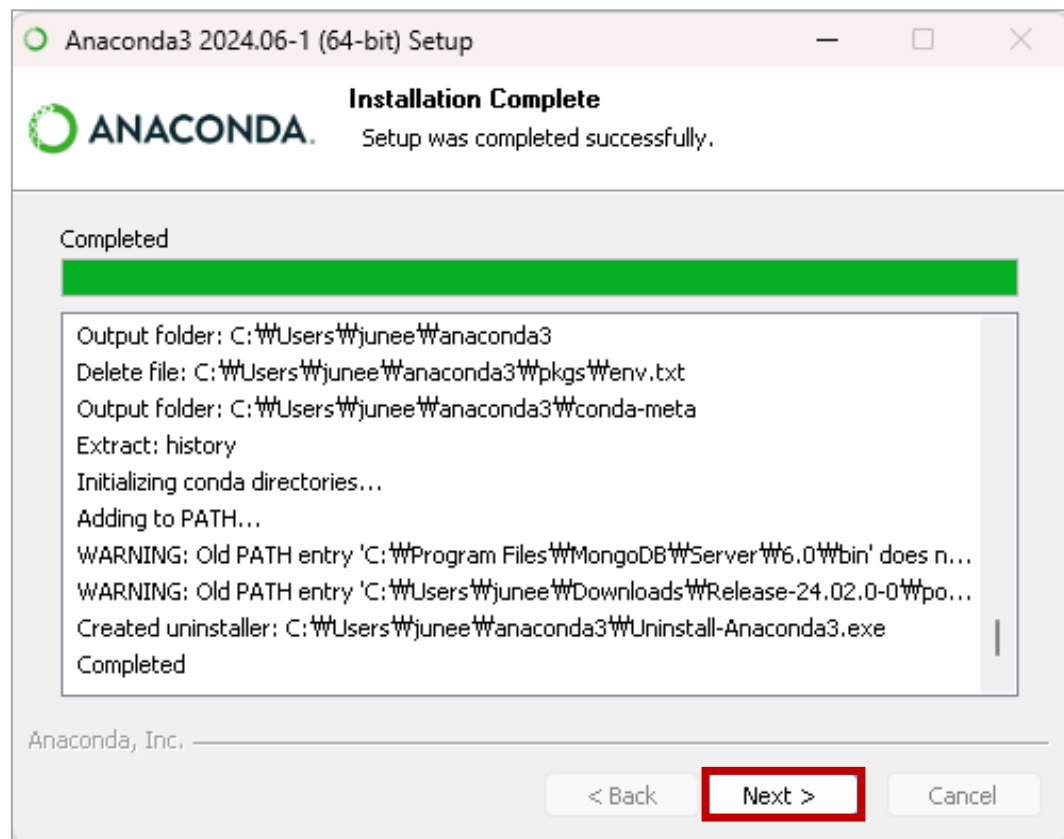 Anaconda3 2024.06-1 (64-bit) Setup
ANACONDA.
Installation Complete
Setup was completed successfully.
Completed
Output folder: C:₩Users₩junee₩anaconda3
Delete file: C:₩Users₩junee₩anaconda3₩pkgs₩env.txt
Output folder: C:₩Users₩junee₩anaconda3₩conda-meta
Extract: history
Initializing conda directories...
Adding to PATH...
WARNING: Old PATH entry 'C:₩Program Files₩MongoDB₩Server₩6.0₩bin' does n...
WARNING: Old PATH entry 'C:₩Users₩junee₩Downloads₩Release-24.02.0-0₩po...
Created uninstaller: C:₩Users₩junee₩anaconda3₩Uninstall-Anaconda3.exe
Completed
Anaconda, Inc.
< Back
Next >
Cancel